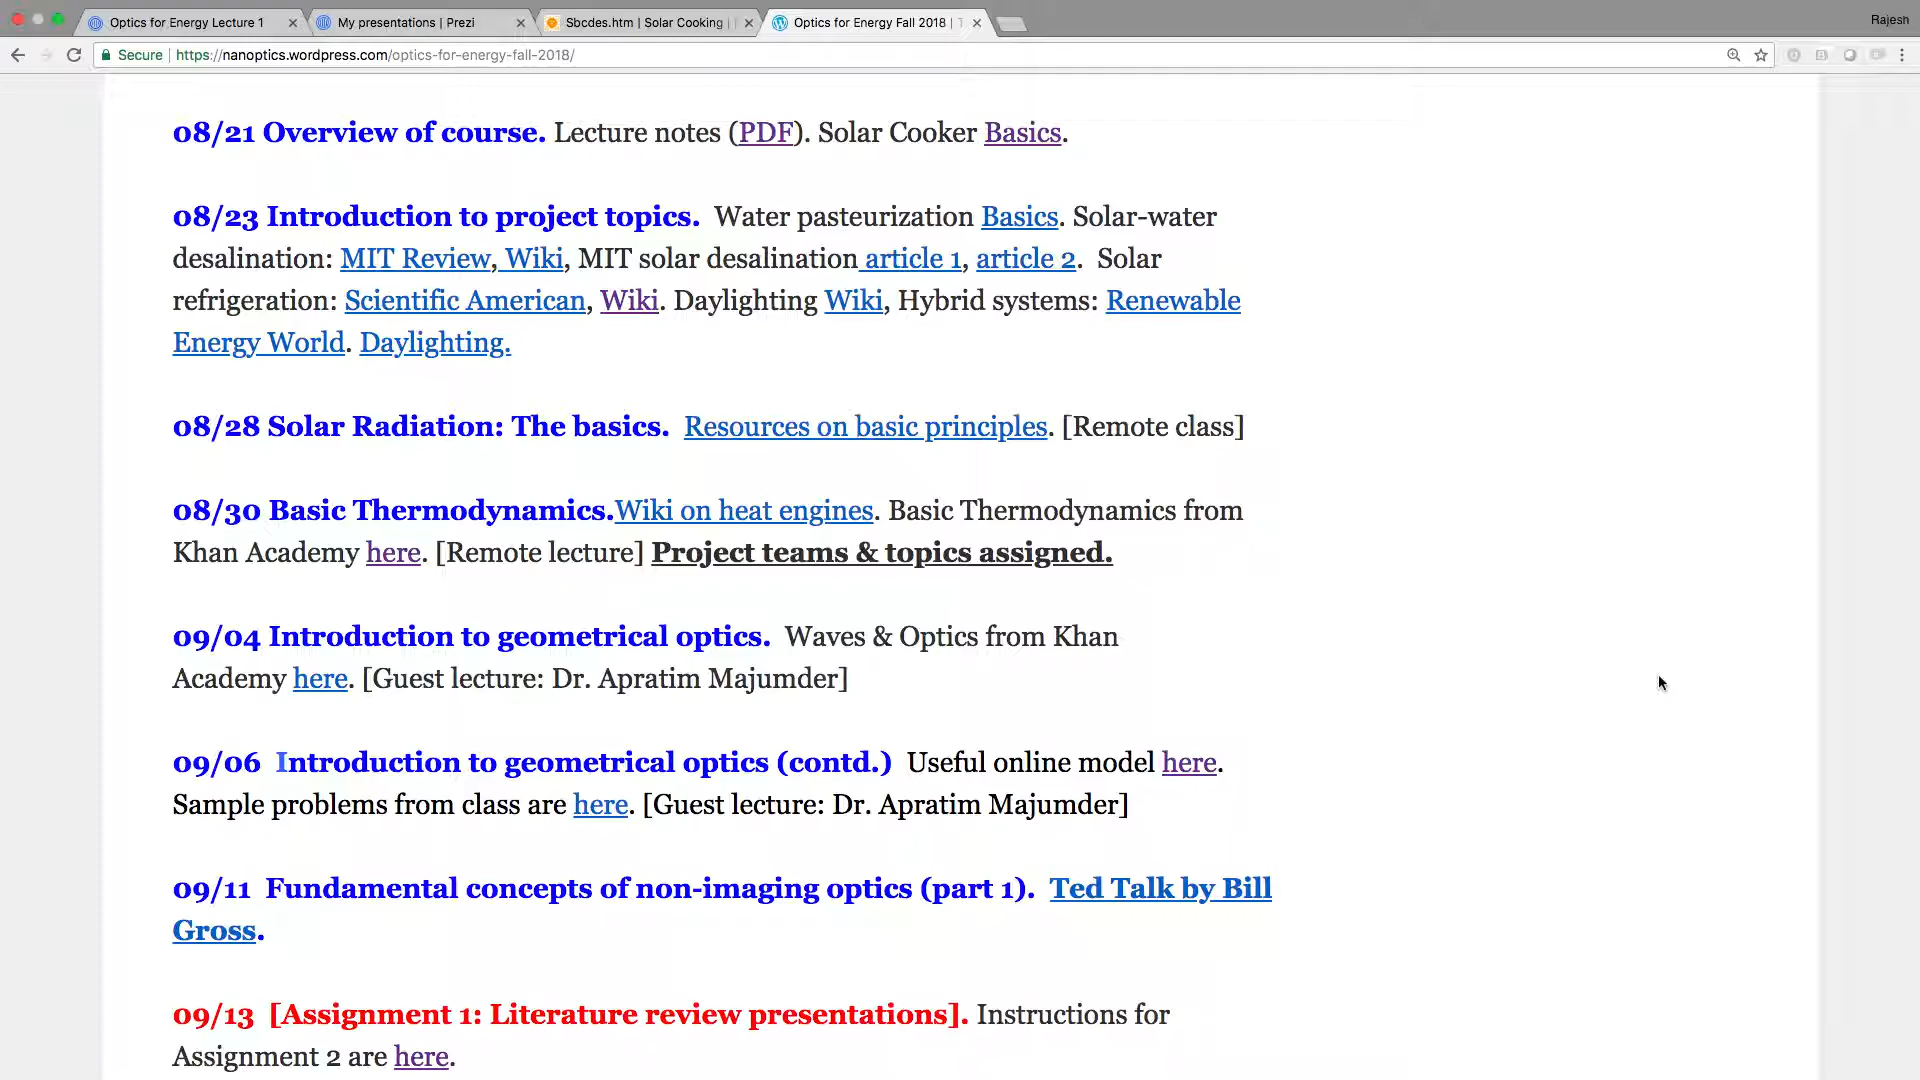 Optics for Energy Lecture 1
My presentations | Prezi
Sbcdes.htm | Solar Cooking |
Optics for Energy Fall 2018 |
Rajesh
Secure | https://nanoptics.wordpress.com/optics-for-energy-fall-2018/
08/21 Overview of course. Lecture notes (PDF). Solar Cooker Basics.
08/23 Introduction to project topics. Water pasteurization Basics. Solar-water
desalination: MIT Review, Wiki, MIT solar desalination article 1, article 2. Solar
refrigeration: Scientific American, Wiki. Daylighting Wiki, Hybrid systems: Renewable
Energy World. Daylighting.
08/28 Solar Radiation: The basics. Resources on basic principles. [Remote class]
08/30 Basic Thermodynamics.Wiki on heat engines. Basic Thermodynamics from
Khan Academy here. [Remote lecture] Project teams & topics assigned.
09/04 Introduction to geometrical optics. Waves & Optics from Khan
Academy here. [Guest lecture: Dr. Apratim Majumder]
09/06 Introduction to geometrical optics (contd.) Useful online model here.
Sample problems from class are here. [Guest lecture: Dr. Apratim Majumder]
09/11 Fundamental concepts of non-imaging optics (part 1). Ted Talk by Bill
Gross.
09/13 [Assignment 1: Literature review presentations]. Instructions for
Assignment 2 are here.